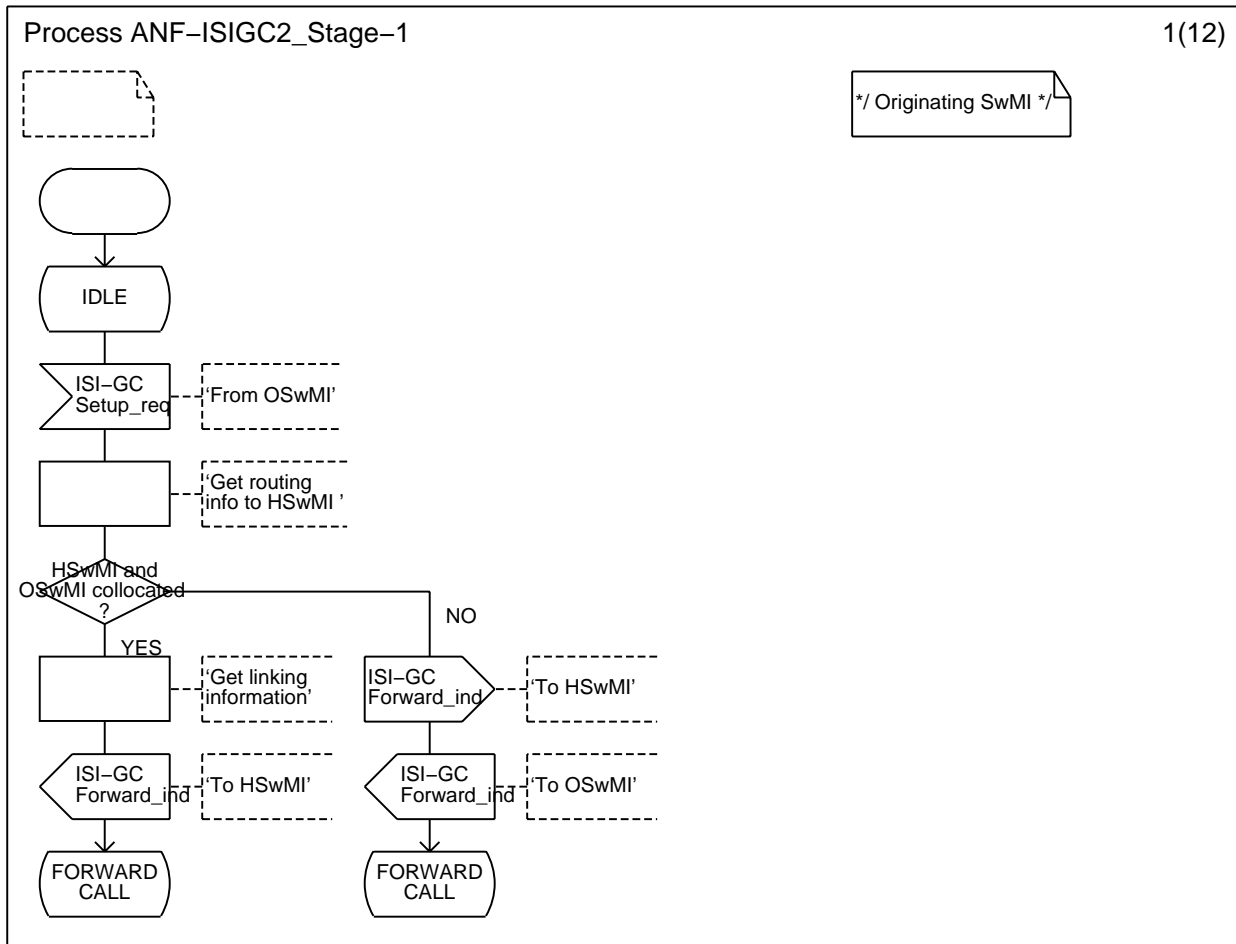 Process ANF−ISIGC2_Stage−1
1(12)
*/ Originating SwMI */
IDLE
ISI−GC
Setup_req
‘From OSwMI’
‘Get routing
info to HSwMI ’
HSwMI and
OSwMI collocated
?
NO
YES
‘Get linking
information’
ISI−GC
Forward_ind
‘To HSwMI’
ISI−GC
Forward_ind
‘To HSwMI’
ISI−GC
Forward_ind
‘To OSwMI’
FORWARD
CALL
FORWARD
CALL